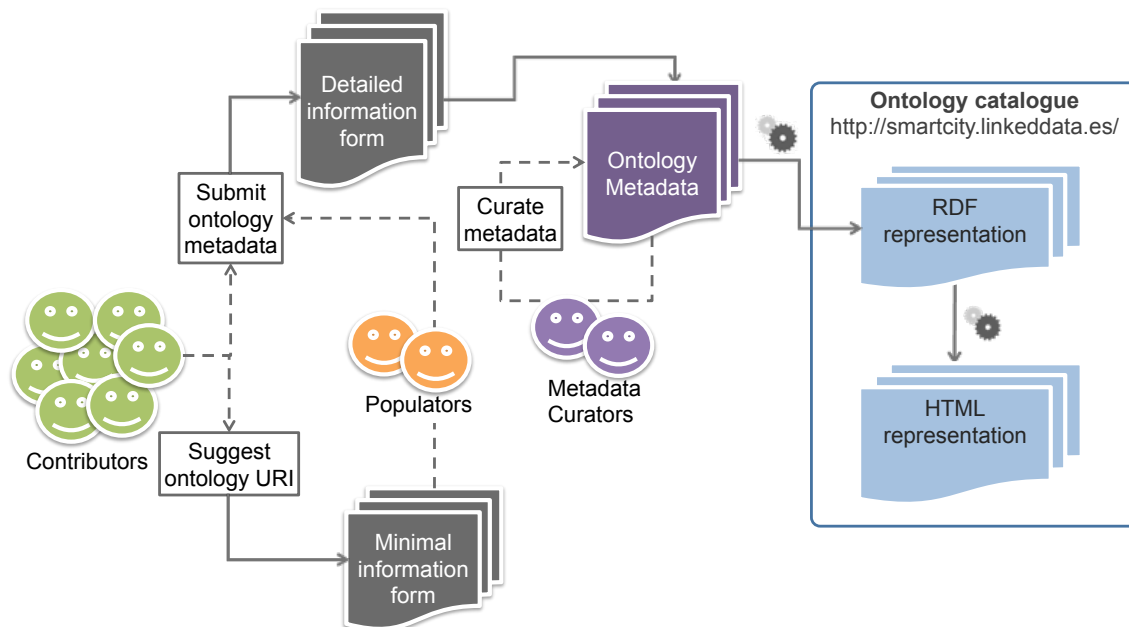 Detailed
information
form
Submit
ontology
metadata
Contributors
Suggest
ontology URI
Minimal
information
form
Populators
Curate
metadata
Metadata
Curators
Ontology
Metadata
Ontology catalogue
http://smartcity.linkeddata.es/
RDF
representation
HTML
representation